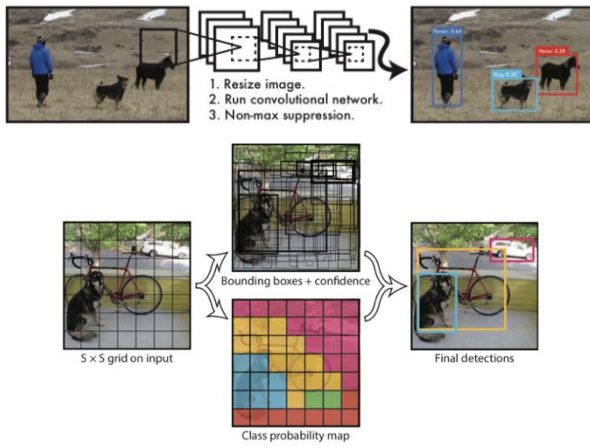 1. Resize image.
2. Run convolutional network.
3. Non-max suppression.
Person: 0.64
Horse: 0.28
Dog: 0.30
Bounding boxes + confidence
S × S grid on input
Final detections
Class probability map